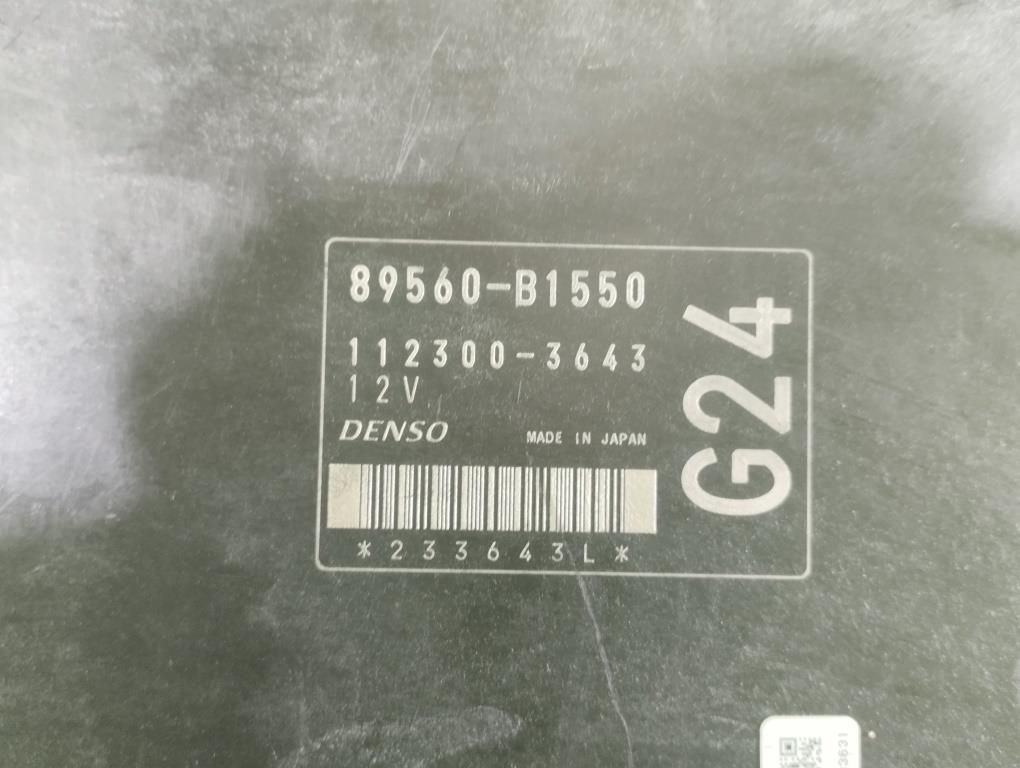 89560-B1550
112300-3643
12V
DENSO MADE IN JAPAN
*233643L*
G24